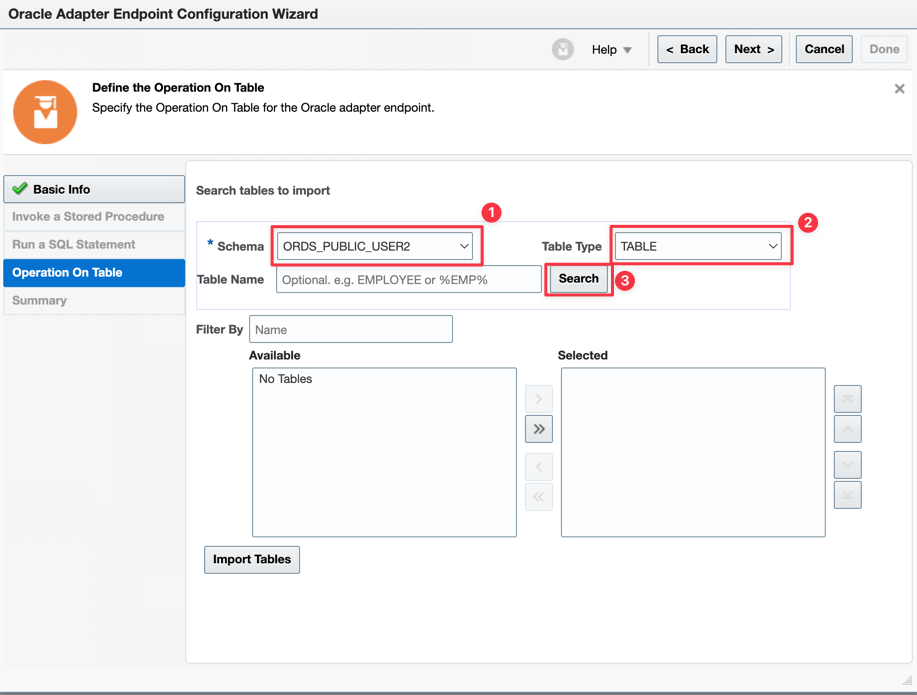 Oracle Adapter Endpoint Configuration Wizard
Help
< Back
Next >
Cancel
Done
Define the Operation On Table
Specify the Operation On Table for the Oracle adapter endpoint.
Basic Info
Invoke a Stored Procedure
Run a SQL Statement
Operation On Table
Summary
Search tables to import
1
2
* Schema ORDS_PUBLIC_USER2 Table Type TABLE
Table Name Optional. e.g. EMPLOYEE or %EMP% Search 3
Filter By Name
Available Selected
No Tables
Import Tables